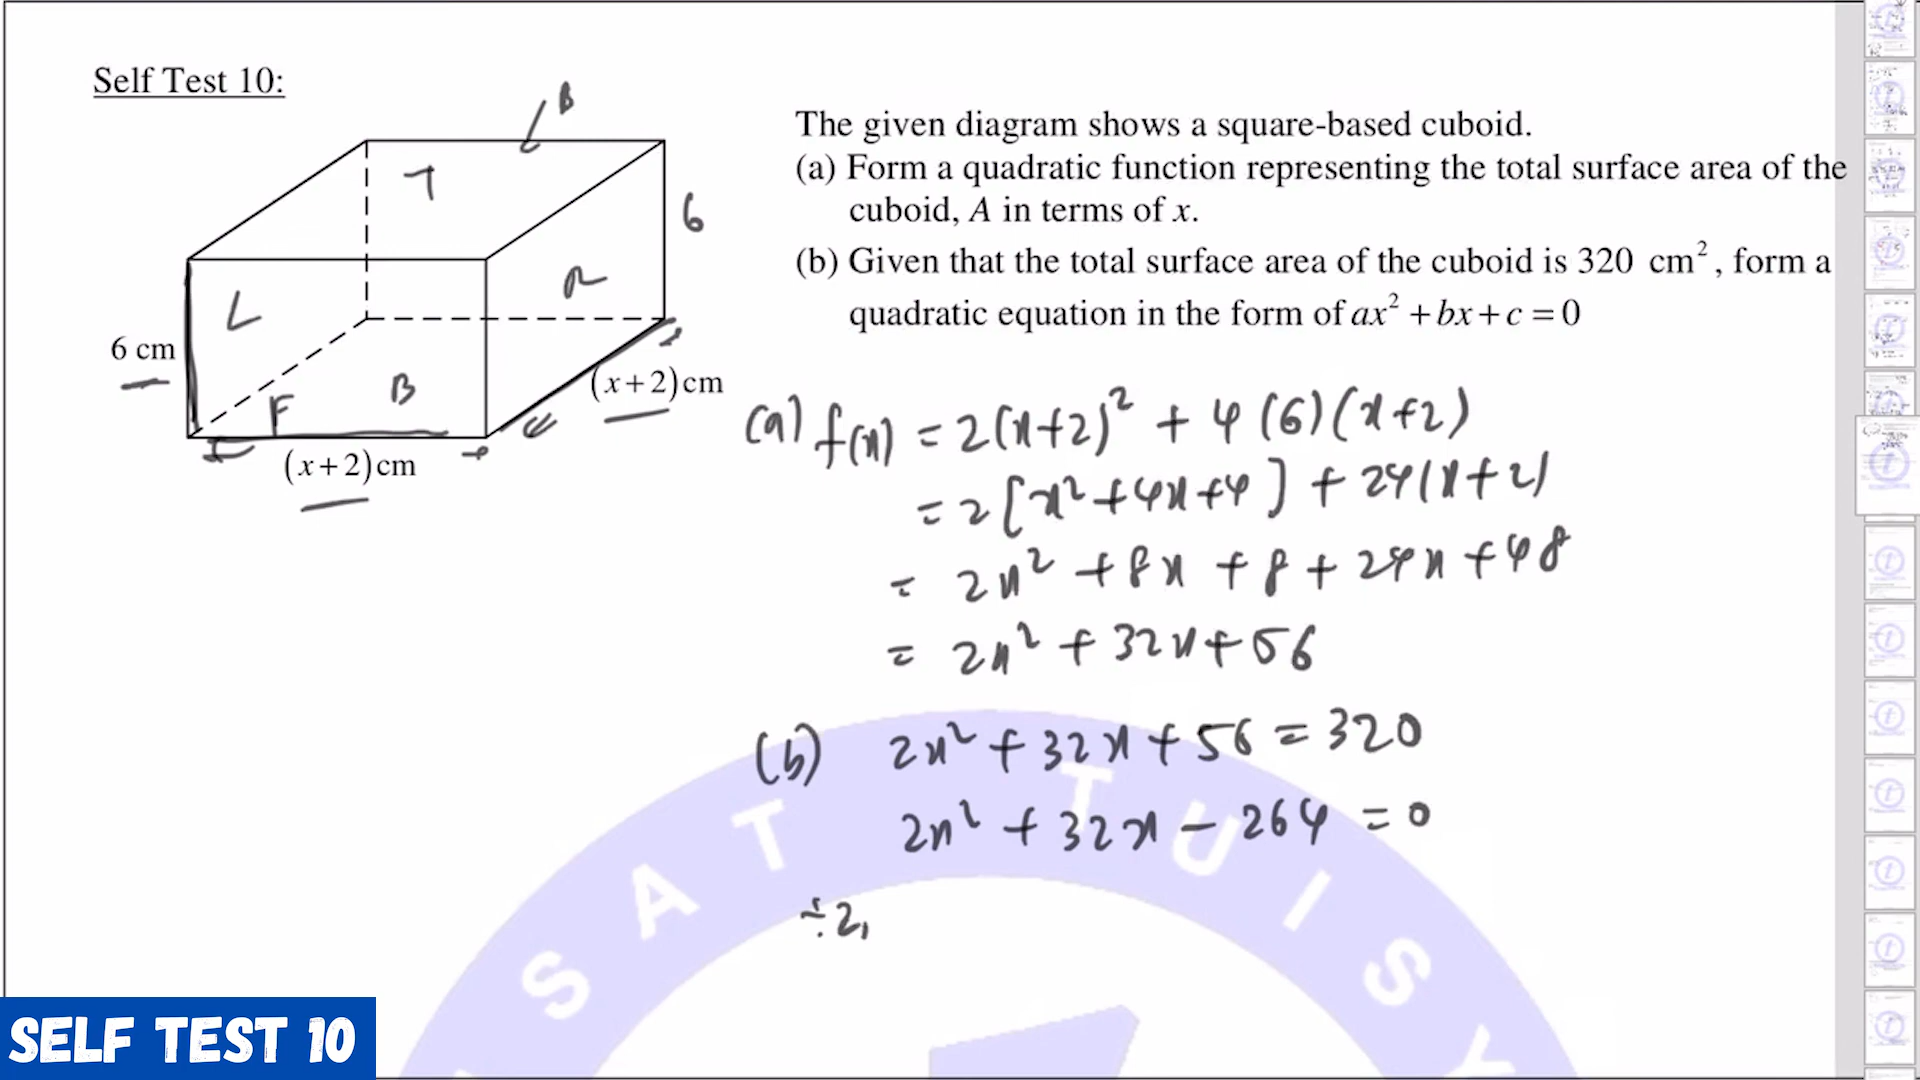 Self Test 10:
B
T
6
L
R
6 cm
F
B
(x+2)cm
(x+2)cm
The given diagram shows a square-based cuboid.
(a) Form a quadratic function representing the total surface area of the
cuboid, A in terms of x.
(b) Given that the total surface area of the cuboid is 320 cm², form a
quadratic equation in the form of ax² + bx + c = 0
(a) f(x) = 2(x+2)² + 4(6)(x+2)
= 2[x²+4x+4] + 24(x+2)
= 2x² + 8x + 8 + 24x + 48
= 2x² + 32x + 56
(b) 2x² + 32x + 56 = 320
2x² + 32x - 264 = 0
÷2,
SAT TUISY
SELF TEST 10